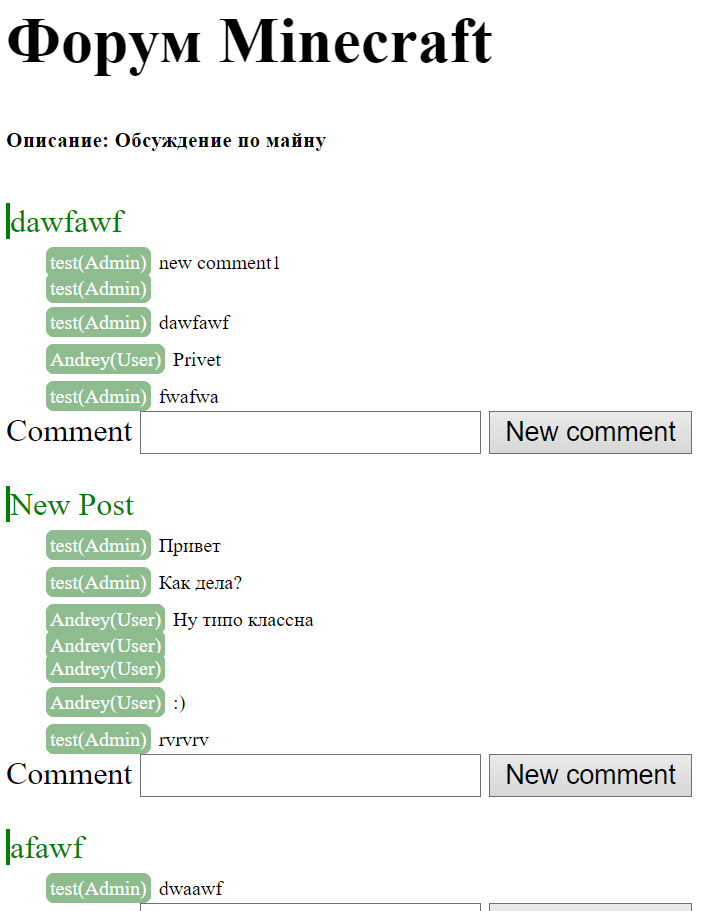 Форум Minecraft
Описание: Обсуждение по майну
dawfawf
test(Admin) new comment1
test(Admin)
test(Admin) dawfawf
Andrey(User) Privet
test(Admin) fwafwa
Comment New comment
New Post
test(Admin) Привет
test(Admin) Как дела?
Andrey(User) Ну типо классна
Andrey(User)
Andrey(User)
Andrey(User) :)
test(Admin) rvrvrv
Comment New comment
afawf
test(Admin) dwaawf